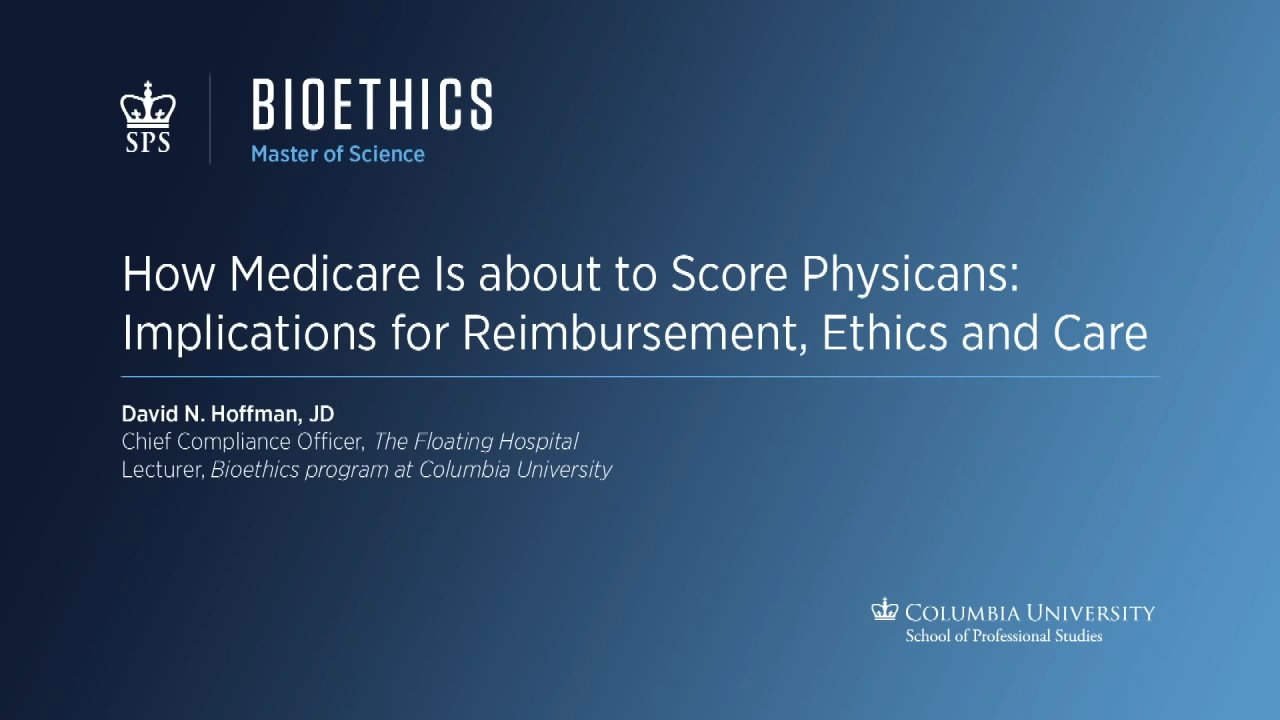 SPS
BIOETHICS
Master of Science
How Medicare Is about to Score Physicans:
Implications for Reimbursement, Ethics and Care
David N. Hoffman, JD
Chief Compliance Officer, The Floating Hospital
Lecturer, Bioethics program at Columbia University
COLUMBIA UNIVERSITY
School of Professional Studies